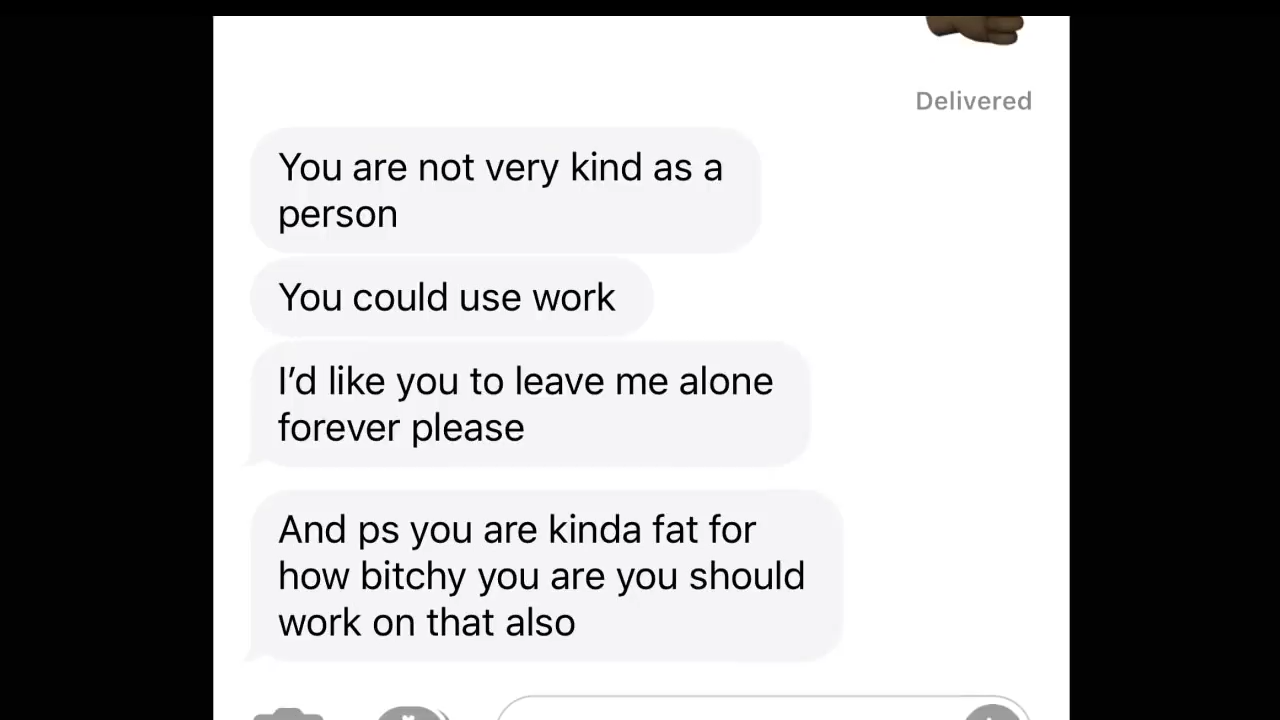 Delivered
You are not very kind as a
person
You could use work
I’d like you to leave me alone
forever please
And ps you are kinda fat for
how bitchy you are you should
work on that also